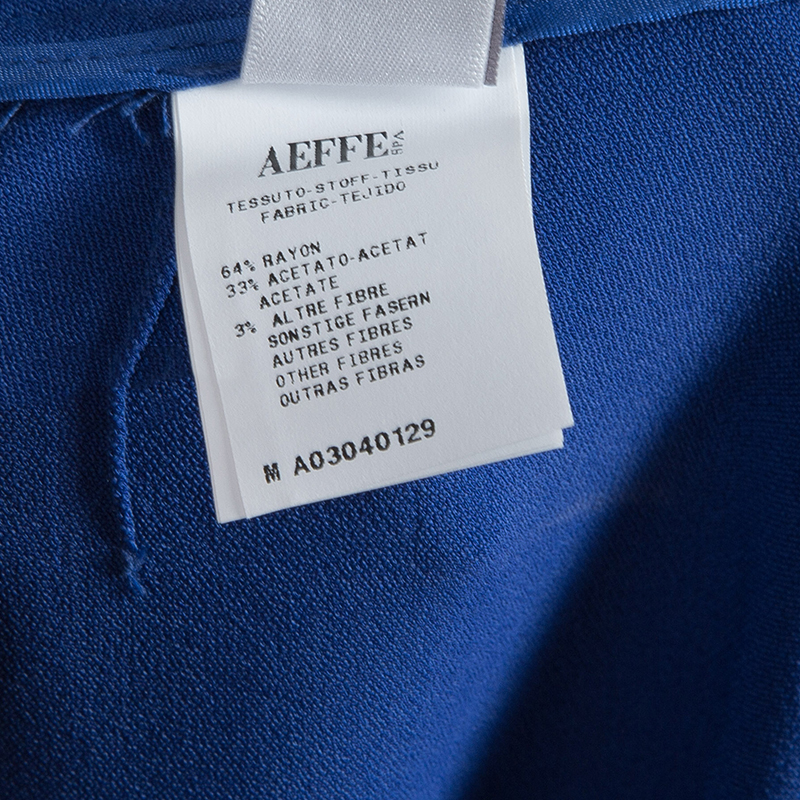 AEFFE SPA
TESSUTO-STOFF-TISSU
FABRIC-TEJIDO
64% RAYON
33% ACETATO-ACETAT
ACETATE
3% ALTRE FIBRE
SONSTIGE FASERN
AUTRES FIBRES
OTHER FIBRES
OUTRAS FIBRAS
M A03040129